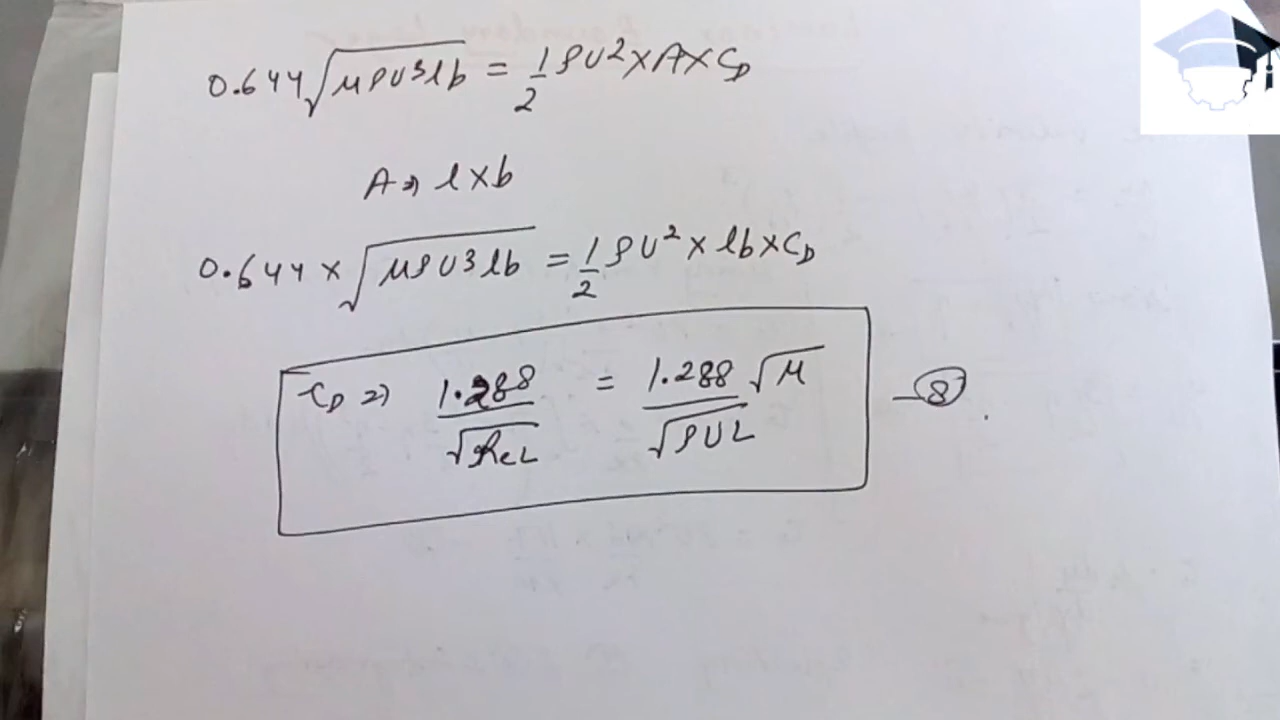 0.644√μρU³lb = 1/2 ρU² × A × C_D
A ⇒ l × b
0.644 × √μρU³lb = 1/2 ρU² × lb × C_D
C_D ⇒ 1.288/√ReL = 1.288√μ/√ρUL — 8